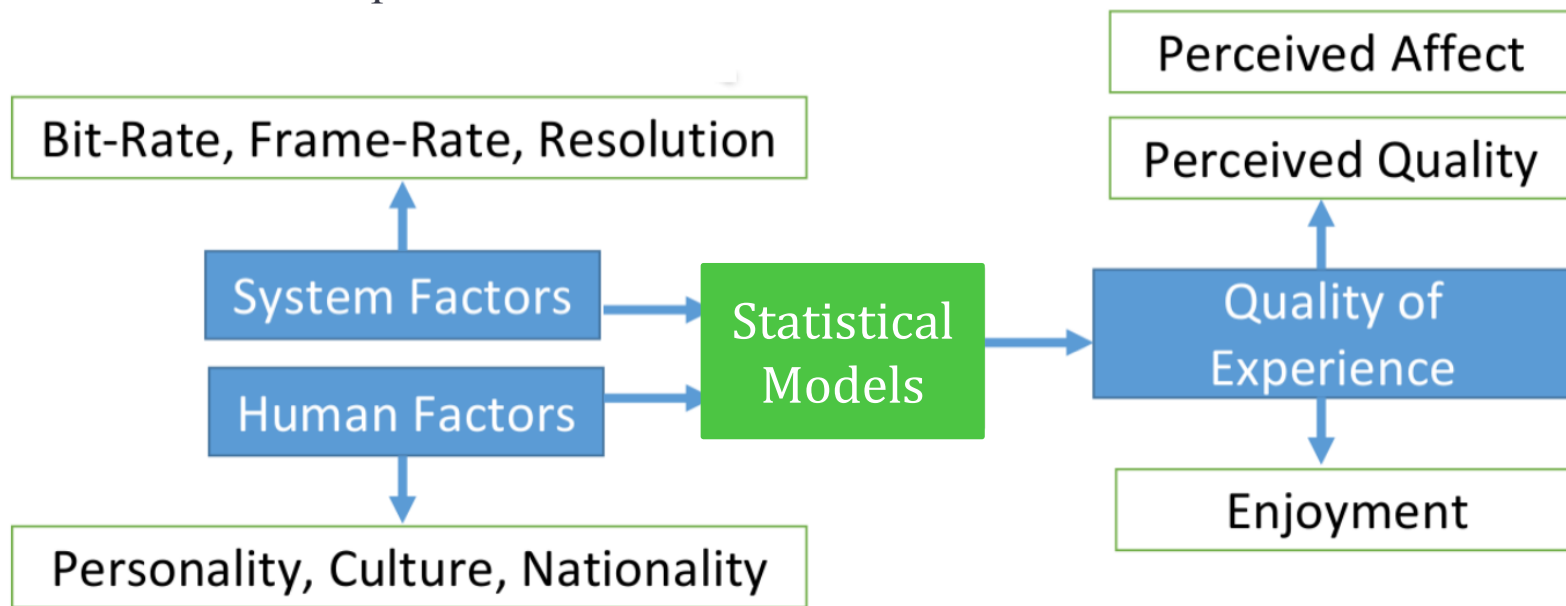 Perceived Affect
Bit-Rate, Frame-Rate, Resolution
Perceived Quality
System Factors
Statistical
Models
Quality of
Experience
Human Factors
Enjoyment
Personality, Culture, Nationality